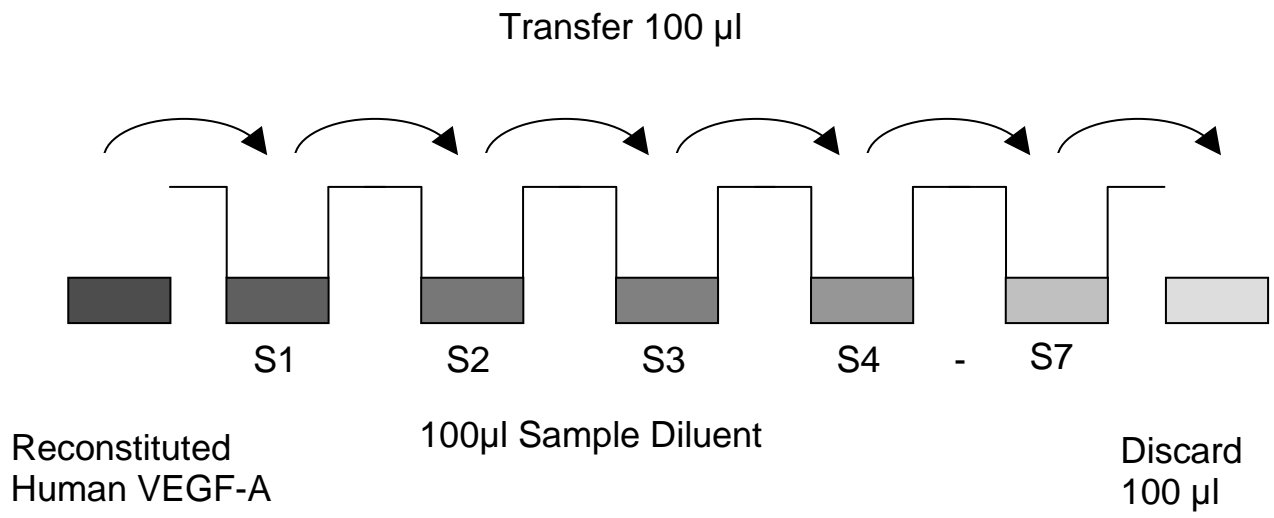 Transfer 100 µl
S1 S2 S3 S4 - S7
Reconstituted
Human VEGF-A
100µl Sample Diluent
Discard
100 µl